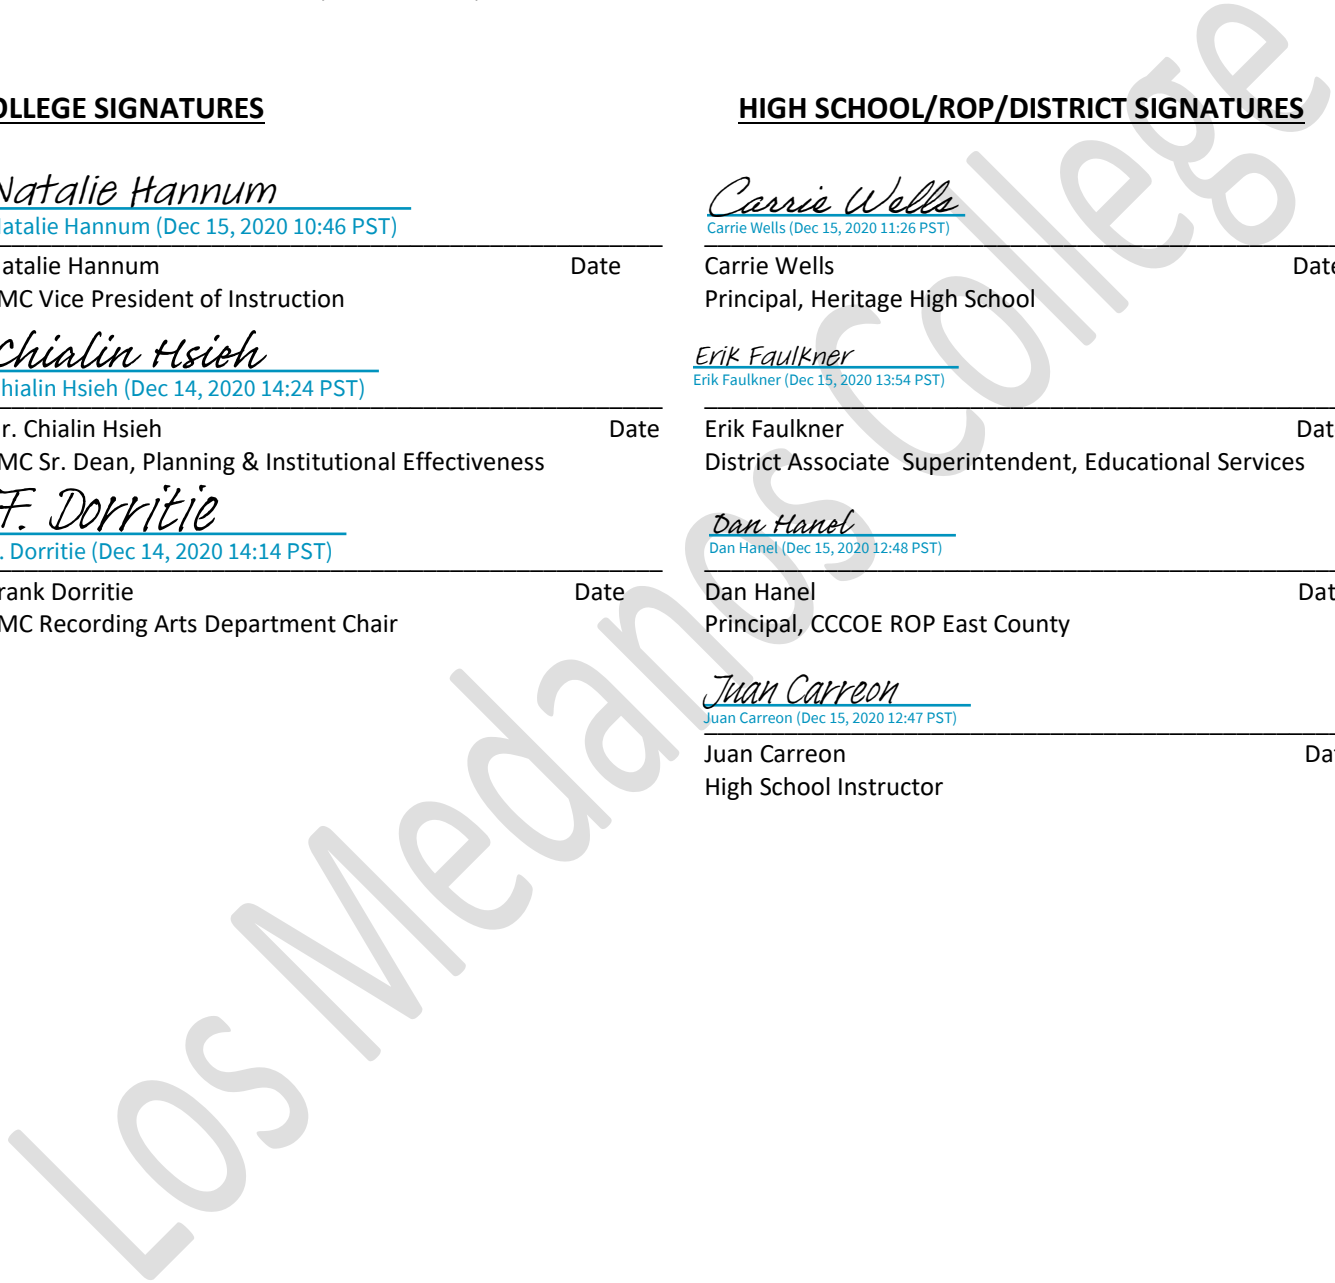 OLLEGE SIGNATURES
Natalie Hannum
Natalie Hannum (Dec 15, 2020 10:46 PST)
atalie Hannum Date
MC Vice President of Instruction
Chialin Hsieh
hialin Hsieh (Dec 14, 2020 14:24 PST)
r. Chialin Hsieh Date
MC Sr. Dean, Planning & Institutional Effectiveness
F. Dorritie
. Dorritie (Dec 14, 2020 14:14 PST)
rank Dorritie Date
MC Recording Arts Department Chair
HIGH SCHOOL/ROP/DISTRICT SIGNATURES
Carrie Wells
Carrie Wells (Dec 15, 2020 11:26 PST)
Carrie Wells Date
Principal, Heritage High School
Erik Faulkner
Erik Faulkner (Dec 15, 2020 13:54 PST)
Erik Faulkner Dat
District Associate Superintendent, Educational Services
Dan Hanel
Dan Hanel (Dec 15, 2020 12:48 PST)
Dan Hanel Dat
Principal, CCCOE ROP East County
Juan Carreon
Juan Carreon (Dec 15, 2020 12:47 PST)
Juan Carreon Da
High School Instructor
Los Medanos College